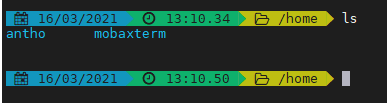 16/03/2021 13:10.34 /home ls
antho mobaxterm
16/03/2021 13:10.50 /home